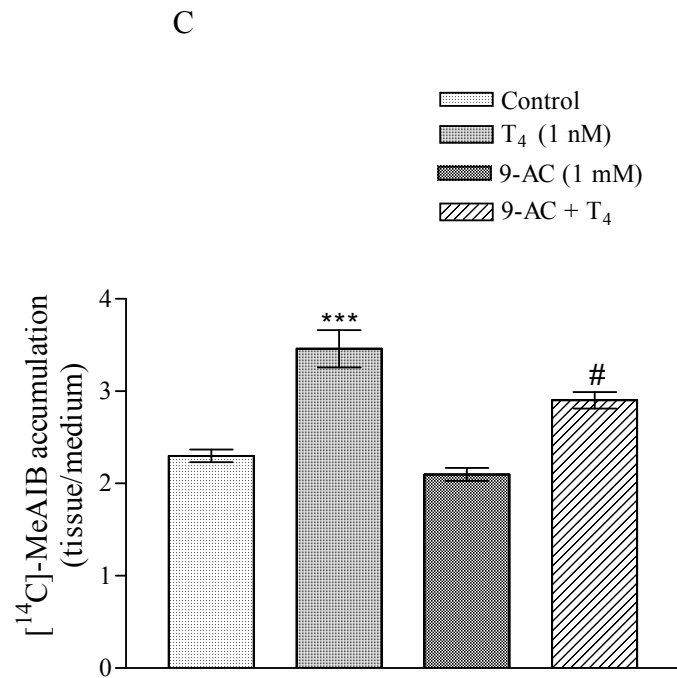 C
Control
T₄ (1 nM)
9-AC (1 mM)
9-AC + T₄
[¹⁴C]-MeAIB accumulation
(tissue/medium)
4
3
2
1
0
***
#